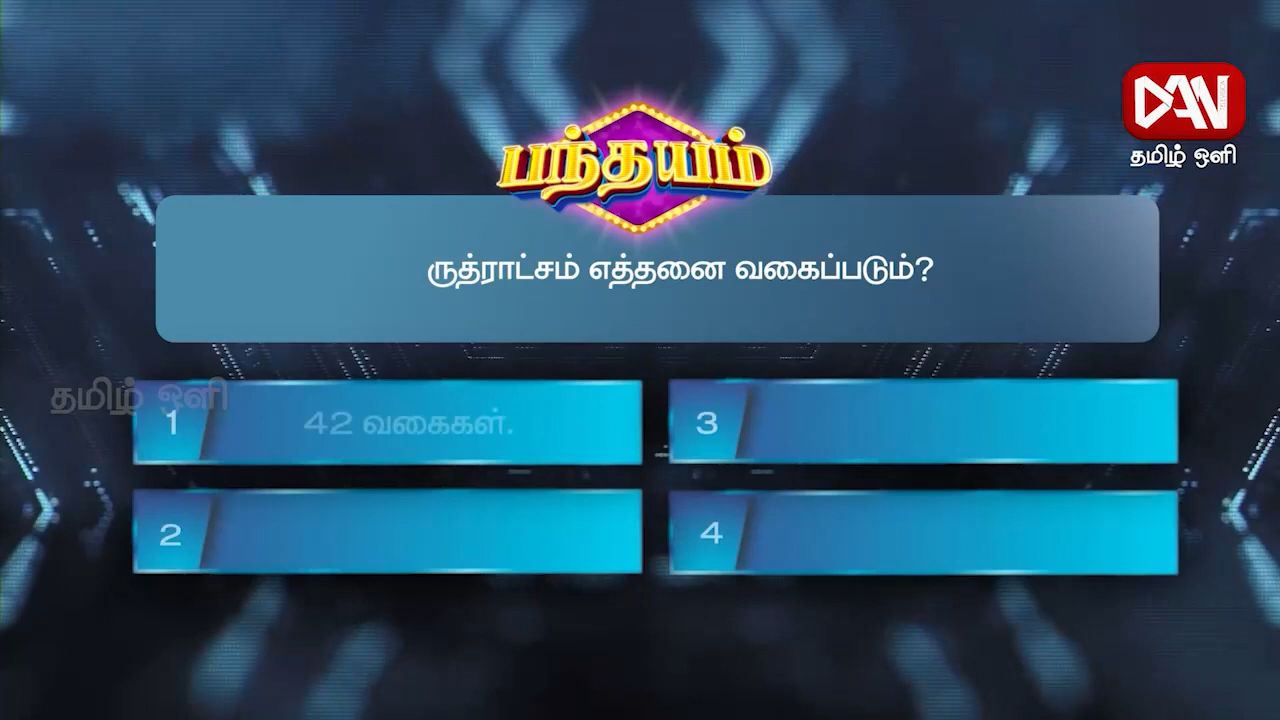 DAN
தமிழ் ஒளி
பந்தயம்
ருத்ராட்சம் எத்தனை வகைப்படும்?
தமிழ் ஒளி
1 42 வகைகள்.
3
2
4